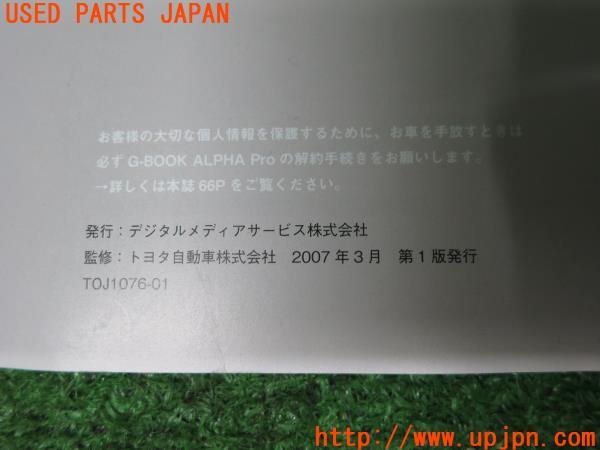 USED PARTS JAPAN
お客様の大切な個人情報を保護するために、お車を手放すときは
必ず G-BOOK ALPHA Pro の解約手続きをお願いします。
→詳しくは本誌 66P をご覧ください。
発行：デジタルメディアサービス株式会社
監修：トヨタ自動車株式会社 2007 年 3 月 第 1 版発行
TOJ1076-01
UPJ
http://www.upjpn.com/